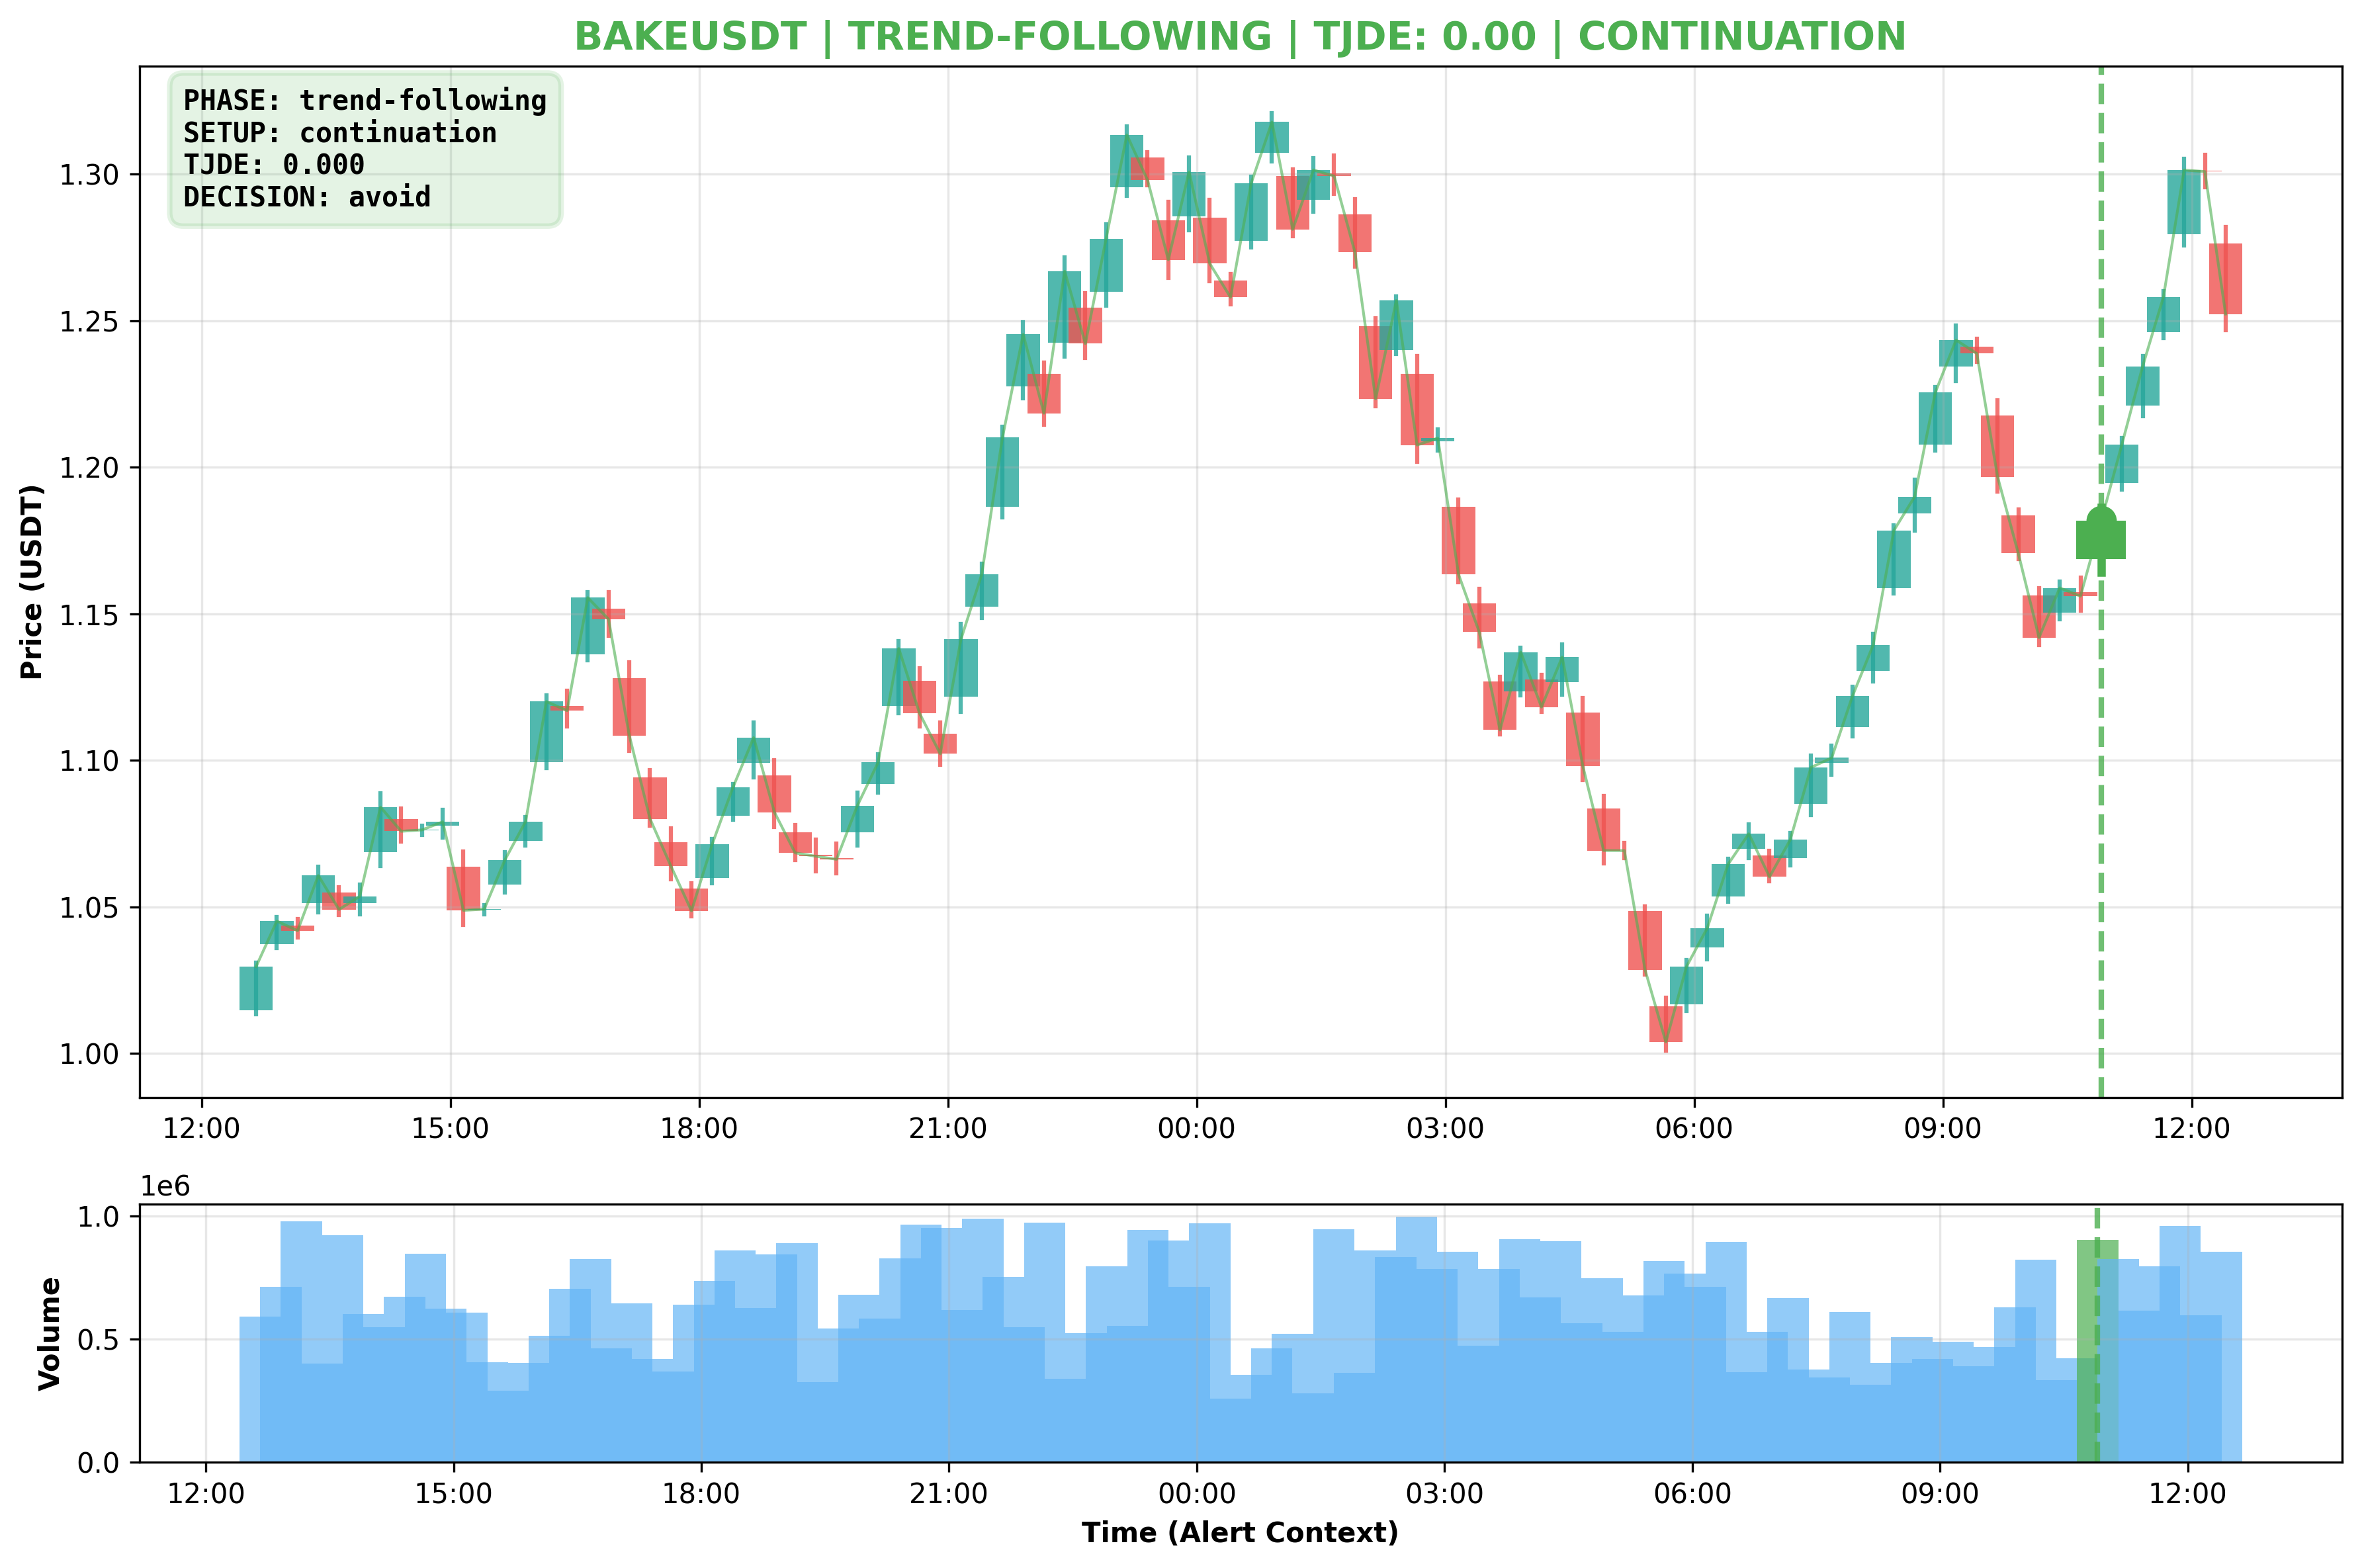 BAKEUSDT | TREND-FOLLOWING | TJDE: 0.00 | CONTINUATION
PHASE: trend-following
SETUP: continuation
TJDE: 0.000
DECISION: avoid
Price (USDT)
1.30
1.25
1.20
1.15
1.10
1.05
1.00
12:00 15:00 18:00 21:00 00:00 03:00 06:00 09:00 12:00
1e6
Volume
1.0
0.5
0.0
12:00 15:00 18:00 21:00 00:00 03:00 06:00 09:00 12:00
Time (Alert Context)